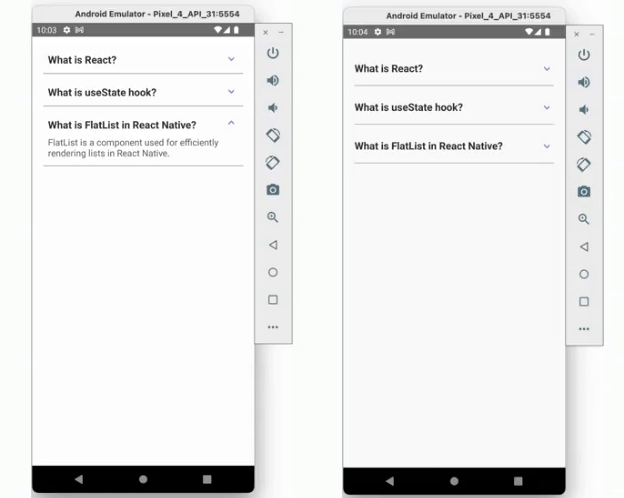 Android Emulator - Pixel_4_API_31:5554
10:03
What is React?
What is useState hook?
What is FlatList in React Native?
FlatList is a component used for efficiently
rendering lists in React Native.
Android Emulator - Pixel_4_API_31:5554
10:04
What is React?
What is useState hook?
What is FlatList in React Native?